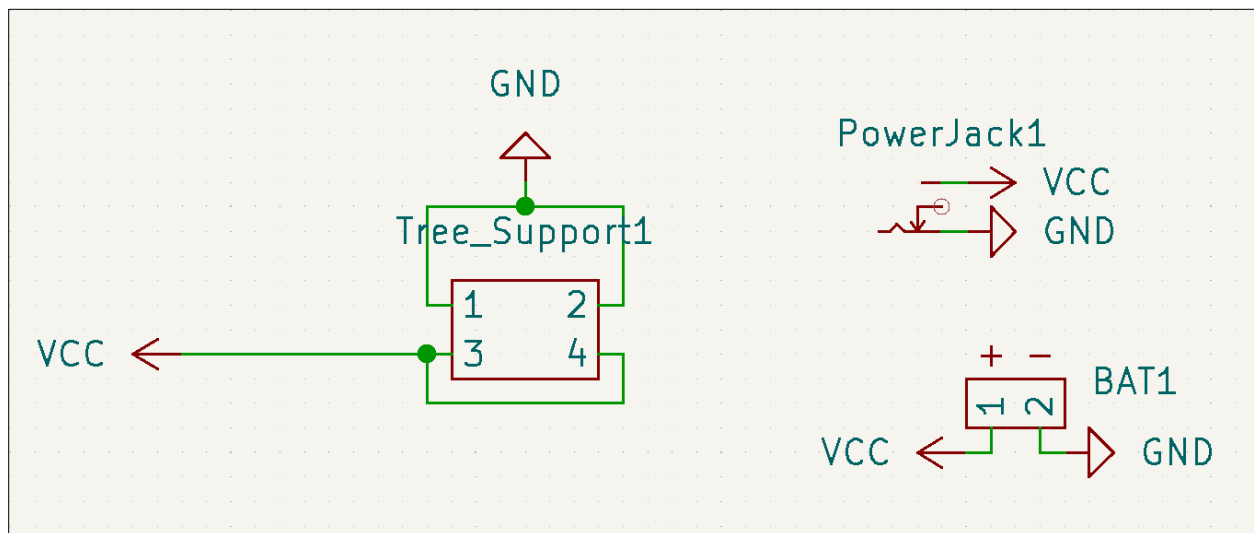 GND
Tree_Support1
1 2
3 4
VCC
PowerJack1
VCC
GND
+ -
BAT1
1 2
VCC
GND